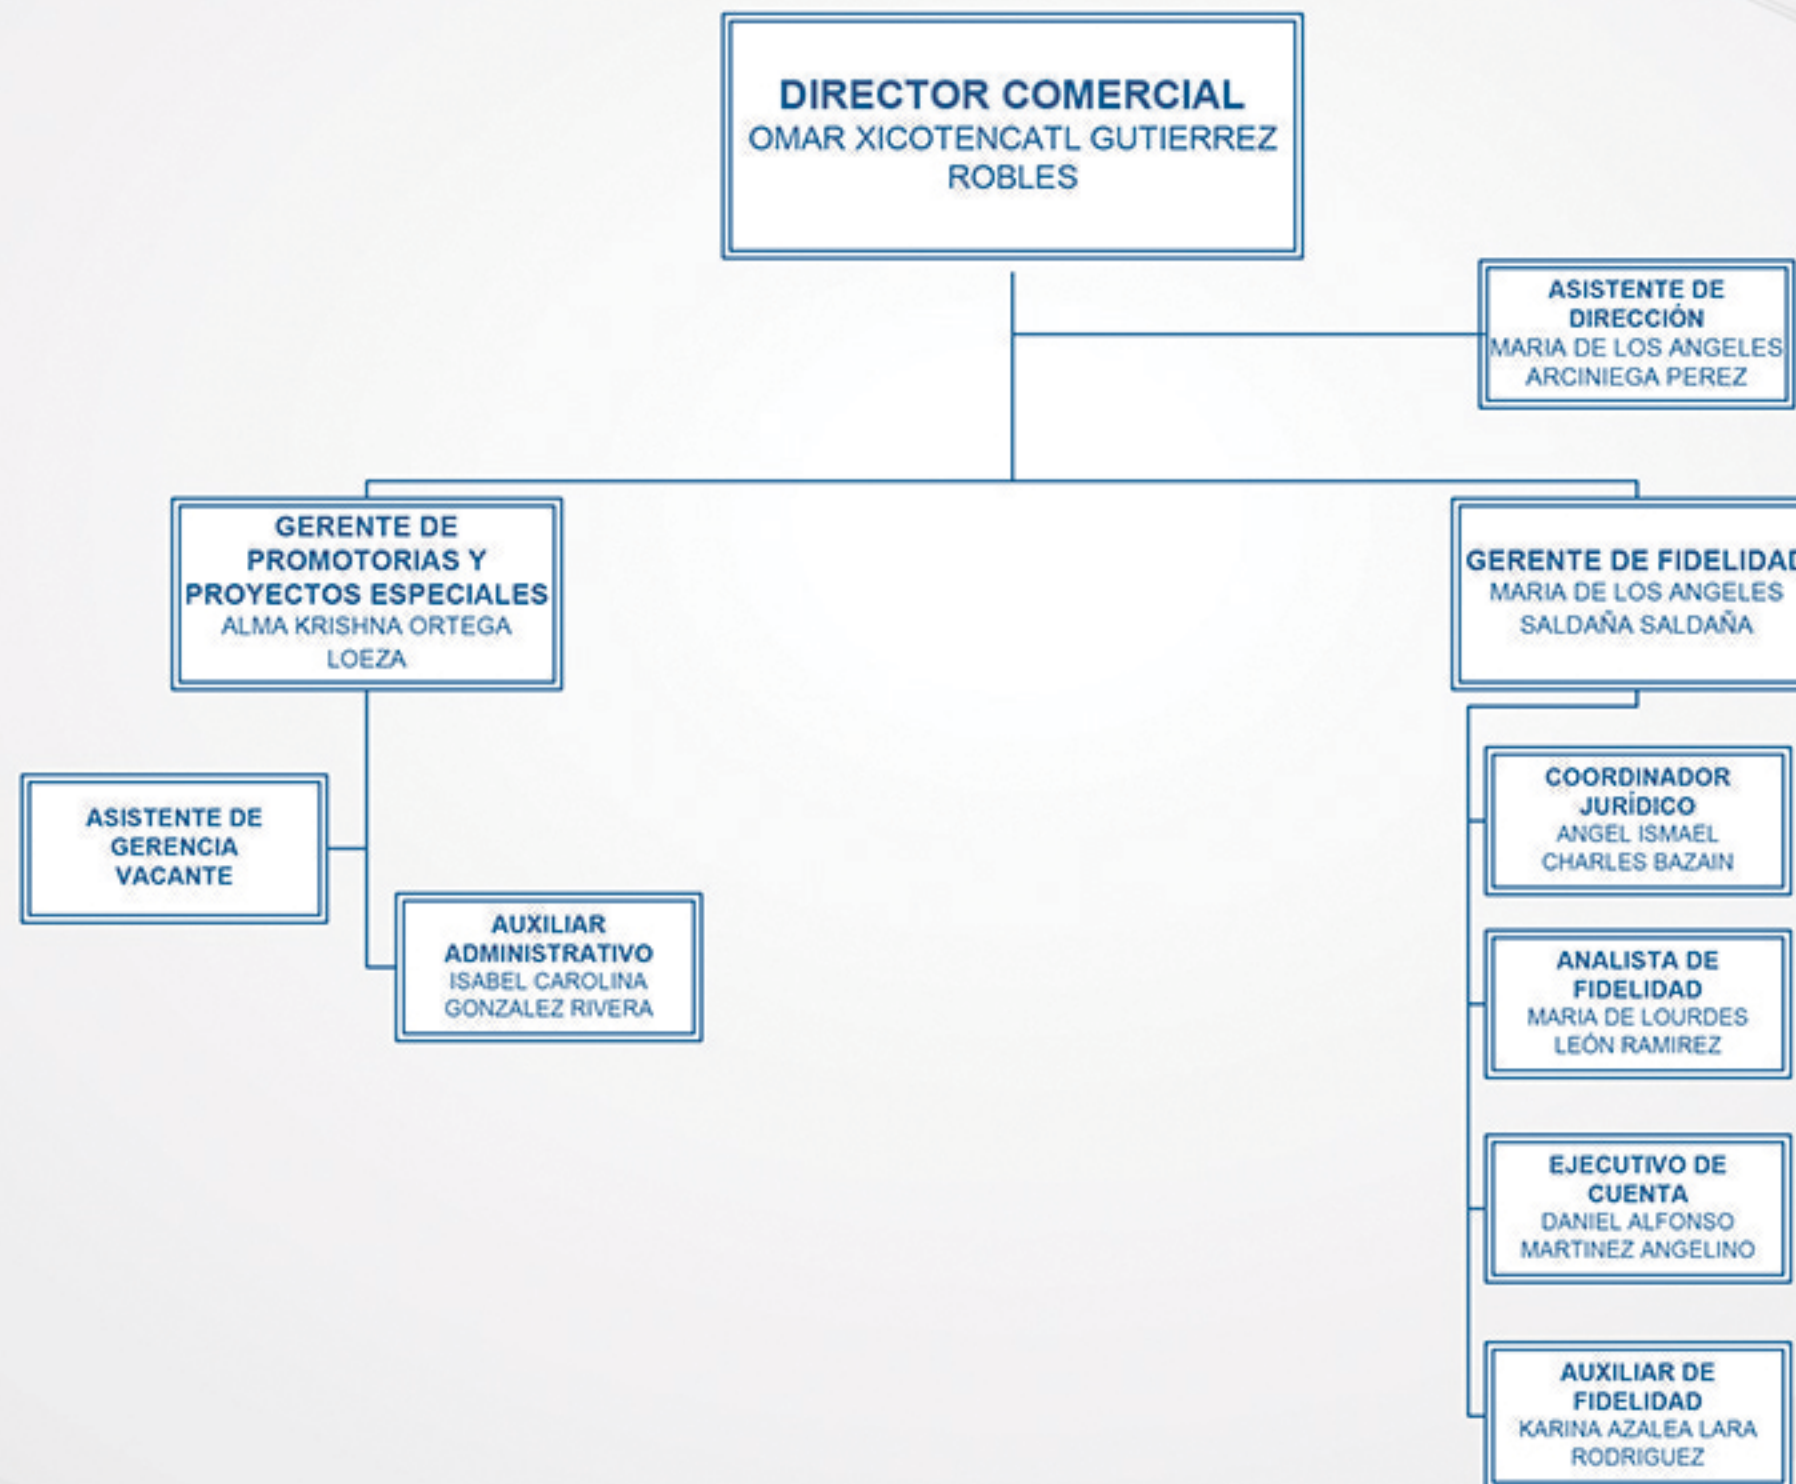 DIRECTOR COMERCIAL
OMAR XICOTENCATL GUTIERREZ
ROBLES
ASISTENTE DE
DIRECCIÓN
MARIA DE LOS ANGELES
ARCINIEGA PEREZ
GERENTE DE
PROMOTORIAS Y
PROYECTOS ESPECIALES
ALMA KRISHNA ORTEGA
LOEZA
GERENTE DE FIDELIDAD
MARIA DE LOS ANGELES
SALDAÑA SALDAÑA
ASISTENTE DE
GERENCIA
VACANTE
AUXILIAR
ADMINISTRATIVO
ISABEL CAROLINA
GONZALEZ RIVERA
COORDINADOR
JURÍDICO
ANGEL ISMAEL
CHARLES BAZAIN
ANALISTA DE
FIDELIDAD
MARIA DE LOURDES
LEÓN RAMIREZ
EJECUTIVO DE
CUENTA
DANIEL ALFONSO
MARTINEZ ANGELINO
AUXILIAR DE
FIDELIDAD
KARINA AZALEA LARA
RODRIGUEZ